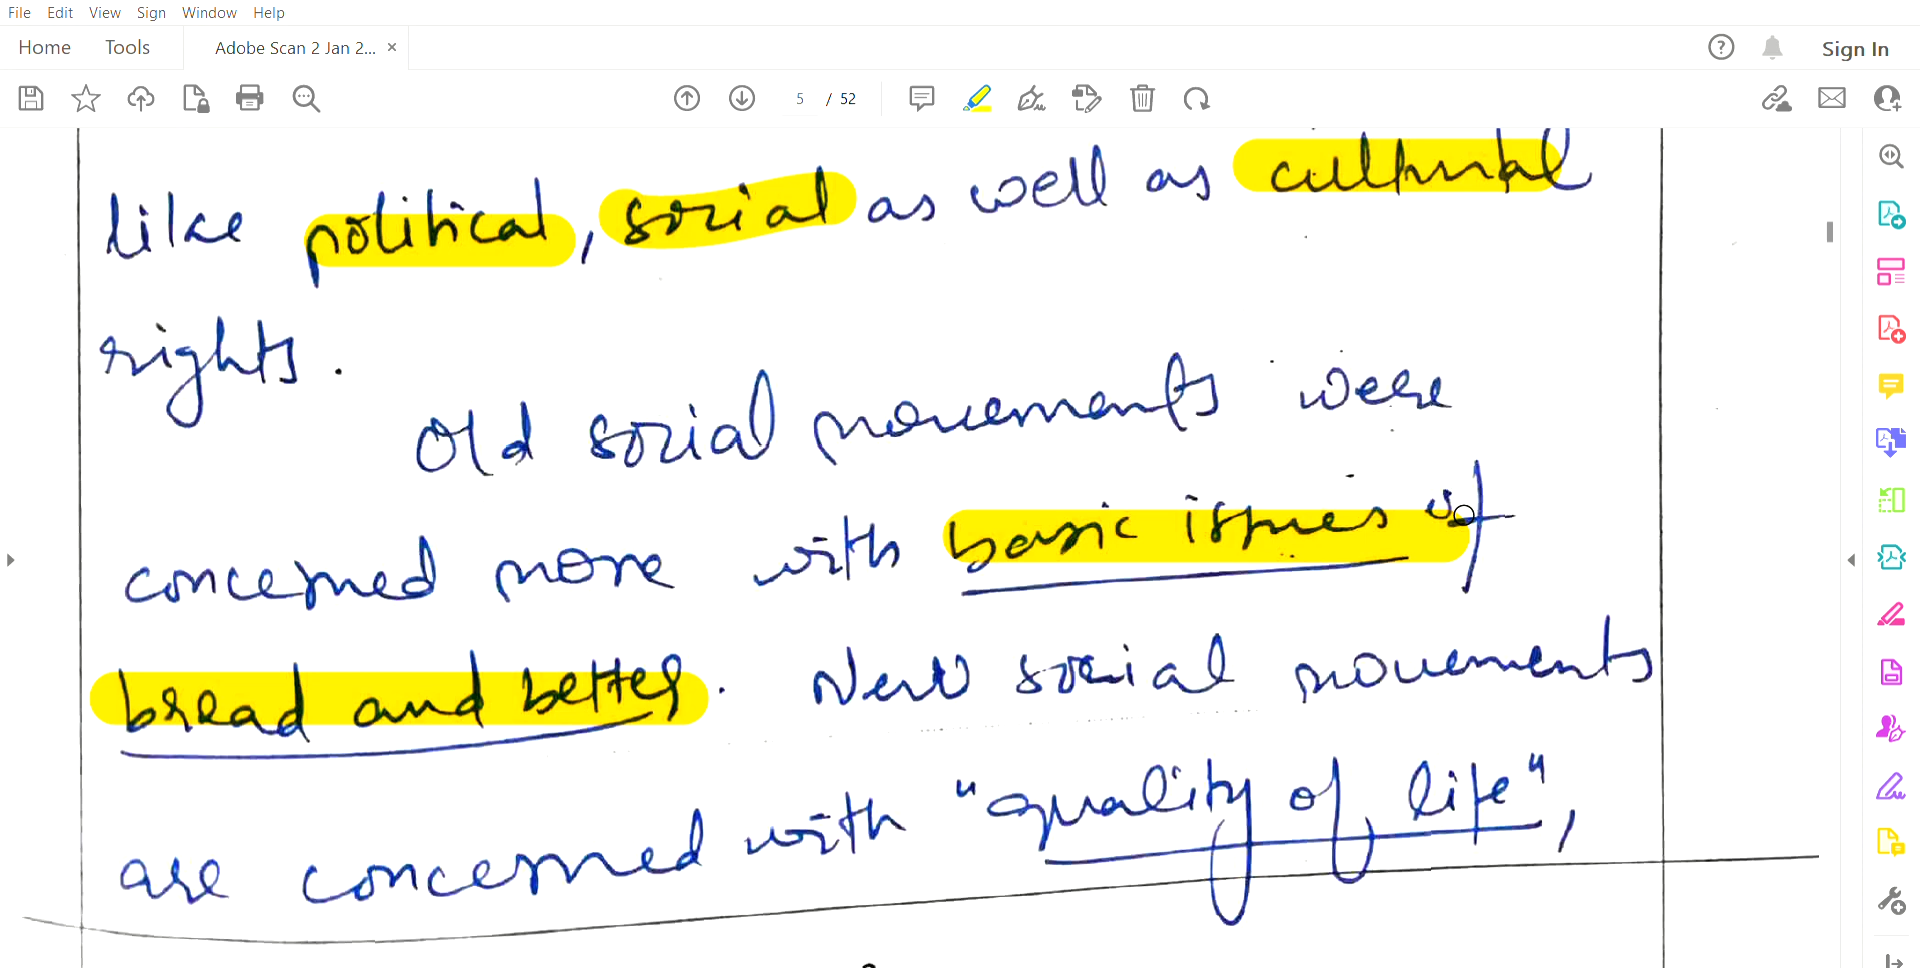 File Edit View Sign Window Help
Home Tools Adobe Scan 2 Jan 2... × Sign In
5 / 52
like political, social as well as cultural
rights.
Old social movements were
concerned more with basic issues of
bread and better. New social movements
are concerned with "quality of life",